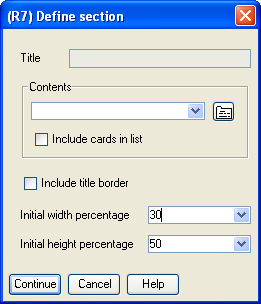 (R7) Define section
Title
Contents
Include cards in list
Include title border
Initial width percentage 30
Initial height percentage 50
Continue Cancel Help